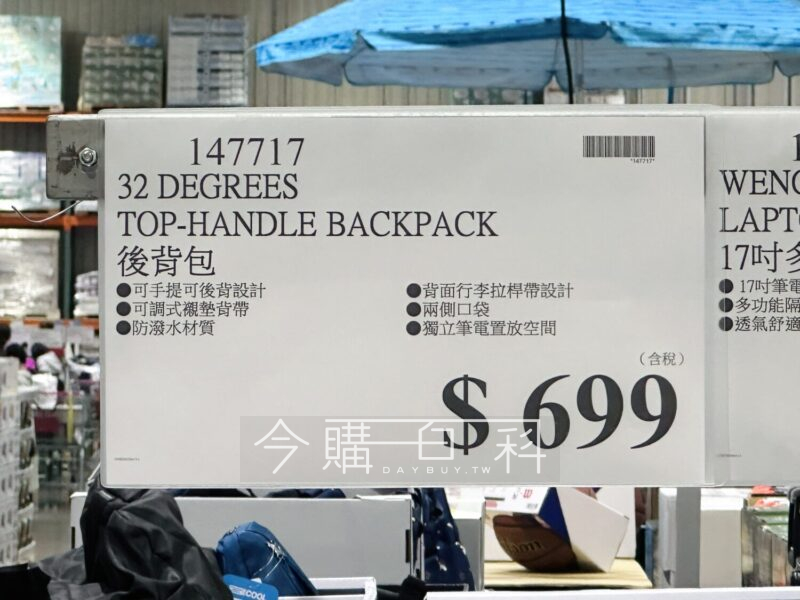 147717
*147717*
32 DEGREES
TOP-HANDLE BACKPACK
後背包
●可手提可後背設計
●可調式襯墊背帶
●防潑水材質
●背面行李拉桿帶設計
●兩側口袋
●獨立筆電置放空間
(含稅)
$ 699
今購百科
DAYBUY.TW
WENG
LAPT
17吋多
●17吋筆電
●多功能隔
●透氣舒適
COOL